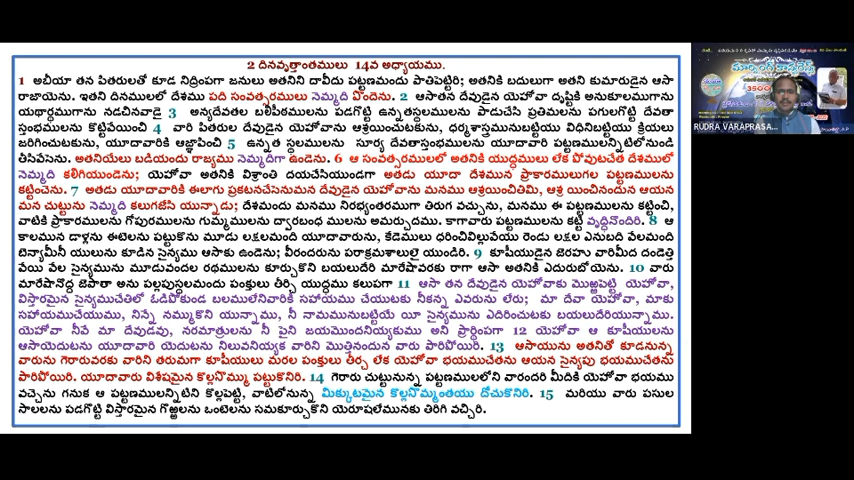 2 దినవృత్తాంతములు 14వ అధ్యాయము.
1 అబీయా తన పితరులతో కూడ నిద్రింపగా జనులు అతనిని దావీదు పట్టణమందు పాతిపెట్టిరి; అతనికి బదులుగా అతని కుమారుడైన ఆసా
రాజాయెను. ఇతని దినములలో దేశము పది సంవత్సరములు నెమ్మది పొందెను. 2 ఆసాతన దేవుడైన యెహోవా దృష్టికి అనుకూలముగాను
యథార్థముగాను నడచినవాడై 3 అన్యదేవతల బలిపీఠములను పడగొట్టి ఉన్నతస్థలములను పాడుచేసి ప్రతిమలను పగులగొట్టి దేవతా
స్తంభములను కొట్టివేయించి 4 వారి పితరుల దేవుడైన యెహోవాను ఆశ్రయించుటకును, ధర్మశాస్త్రమునుబట్టియు విధినిబట్టియు క్రియలు
జరిగించుటకును, యూదావారికి ఆజ్ఞాపించి 5 ఉన్నత స్థలములను సూర్య దేవతాస్తంభములను యూదావారి పట్టణములన్నిటిలోనుండి
తీసివేసెను. అతనియేలు బడియందు రాజ్యము నెమ్మదిగా ఉండెను. 6 ఆ సంవత్సరములలో అతనికి యుద్ధములు లేక పోవుటచేత దేశములో
నెమ్మది కలిగియుండెను; యెహోవా అతనికి విశ్రాంతి దయచేసియుండగా అతడు యూదా దేశమున ప్రాకారములుగల పట్టణములను
కట్టించెను. 7 అతడు యూదావారికి ఈలాగు ప్రకటనచేసెనుమన దేవుడైన యెహోవాను మనము ఆశ్రయించితివిు, ఆశ్ర యించినందున ఆయన
మన చుట్టును నెమ్మది కలుగజేసి యున్నాడు; దేశమందు మనము నిరభ్యంతరముగా తిరుగ వచ్చును, మనము ఈ పట్టణములను కట్టించి,
వాటికి ప్రాకారములను గోపురములను గుమ్మములను ద్వారబంధ ములను అమర్చుదము. కాగావారు పట్టణములను కట్టి వృద్ధినొందిరి. 8 ఆ
కాలమున డాళ్లను ఈటెలను పట్టుకొను మూడు లక్షలమంది యూదావారును, కేడెములు ధరించివిల్లువేయు రెండు లక్షల ఎనుబది వేలమంది
బెన్యామీనీ యులును కూడిన సైన్యము ఆసాకు ఉండెను; వీరందరును పరాక్రమశాలులై యుండిరి. 9 కూషీయుడైన జెరహు వారిమీద దండెత్తి
వేయి వేల సైన్యమును మూడువందల రథములను కూర్చుకొని బయలుదేరి మారేషావరకు రాగా ఆసా అతనికి ఎదురుబోయెను. 10 వారు
మారేషానొద్ద జెపాతా అను పల్లపుస్థలమందు పంక్తులు తీర్చి యుద్ధము కలుపగా 11 ఆసా తన దేవుడైన యెహోవాకు మొఱ్ఱపెట్టి యెహోవా,
విస్తారమైన సైన్యముచేతిలో ఓడిపోకుండ బలములేనివారికి సహాయము చేయుటకు నీకన్న ఎవరును లేరు; మా దేవా యెహోవా, మాకు
సహాయముచేయుము, నిన్నే నమ్ముకొని యున్నాము, నీ నామమునుబట్టియే యీ సైన్యమును ఎదిరించుటకు బయలుదేరియున్నాము.
యెహోవా నీవే మా దేవుడవు, నరమాత్రులను నీ పైని జయమొందనియ్యకుము అని ప్రార్థింపగా 12 యెహోవా ఆ కూషీయులను
ఆసాయెదుటను యూదావారి యెదుటను నిలువనియ్యక వారిని మొత్తినందున వారు పారిపోయిరి. 13 ఆసాయును అతనితో కూడనున్న
వారును గెరారువరకు వారిని తరుమగా కూషీయులు మరల పంక్తులు తీర్చ లేక యెహోవా భయముచేతను ఆయన సైన్యపు భయముచేతను
పారిపోయిరి. యూదావారు విశేషమైన కొల్లసొమ్ము పట్టుకొనిరి. 14 గెరారు చుట్టునున్న పట్టణములలోని వారందరి మీదికి యెహోవా భయము
వచ్చెను గనుక ఆ పట్టణములన్నిటిని కొల్లపెట్టి, వాటిలోనున్న మిక్కుటమైన కొల్లసొమ్మంతయు దోచుకొనిరి. 15 మరియు వారు పసుల
సాలలను పడగొట్టి విస్తారమైన గొఱ్ఱలను ఒంటెలను సమకూర్చుకొని యెరూషలేమునకు తిరిగి వచ్చిరి.
3500
RUDRA VARAPRASA...